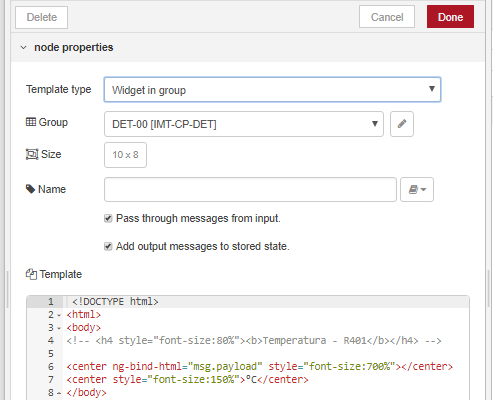 Delete Cancel Done
node properties
Template type Widget in group
Group DET-00 [IMT-CP-DET]
Size 10 x 8
Name
Pass through messages from input.
Add output messages to stored state.
Template
1 <!DOCTYPE html>
2 <html>
3 <body>
4 <!-- <h4 style="font-size:80%"><b>Temperatura - R401</b></h4> -->
5
6 <center ng-bind-html="msg.payload" style="font-size:700%"></center>
7 <center style="font-size:150%">ºC</center>
8 </body>